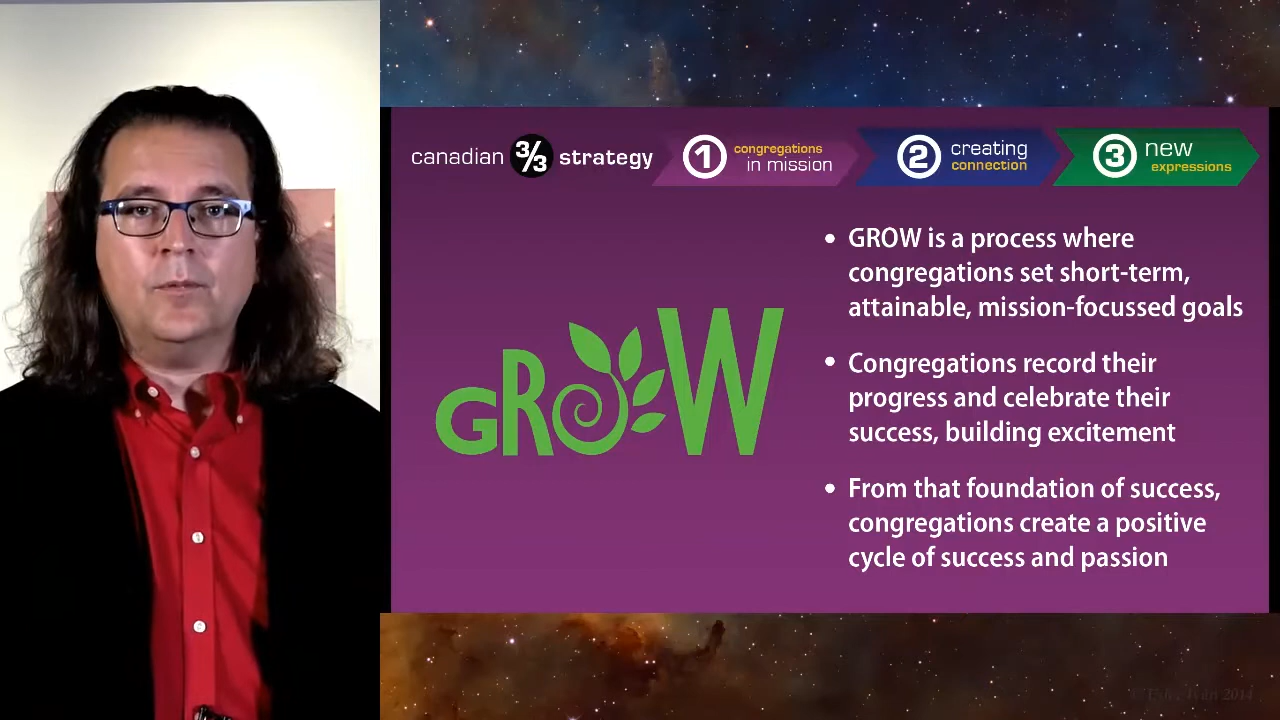 canadian 3/3 strategy
1 congregations
in mission
2 creating
connection
3 new
expressions
GROW
• GROW is a process where
congregations set short-term,
attainable, mission-focussed goals
• Congregations record their
progress and celebrate their
success, building excitement
• From that foundation of success,
congregations create a positive
cycle of success and passion
2014